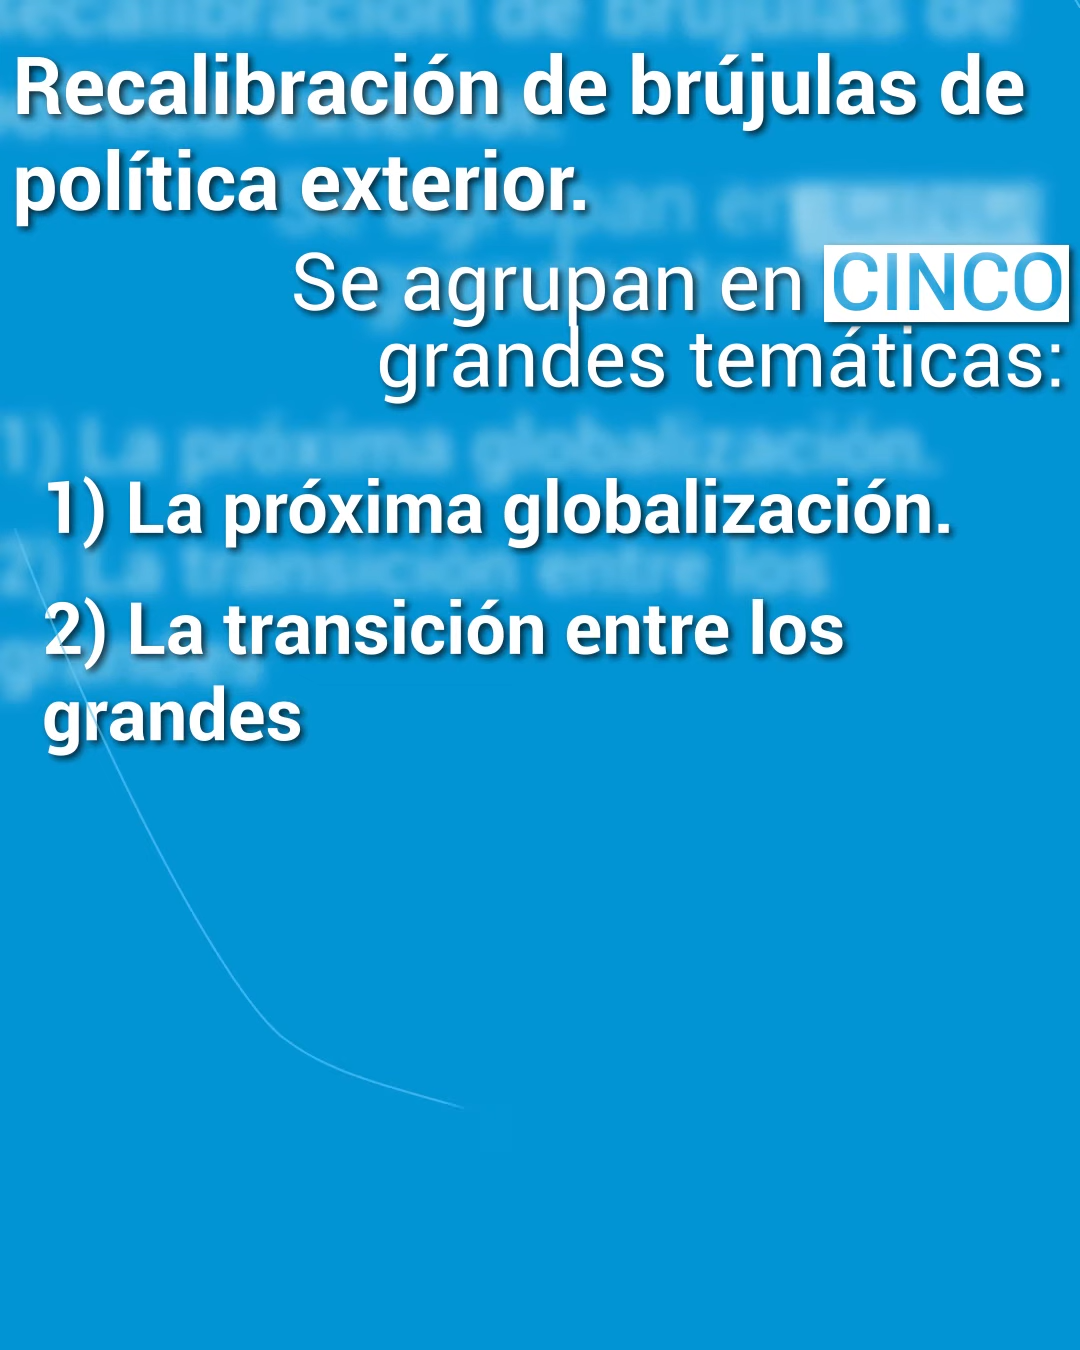 Recalibración de brújulas de
política exterior.
Se agrupan en CINCO
grandes temáticas:
1) La próxima globalización.
2) La transición entre los
grandes